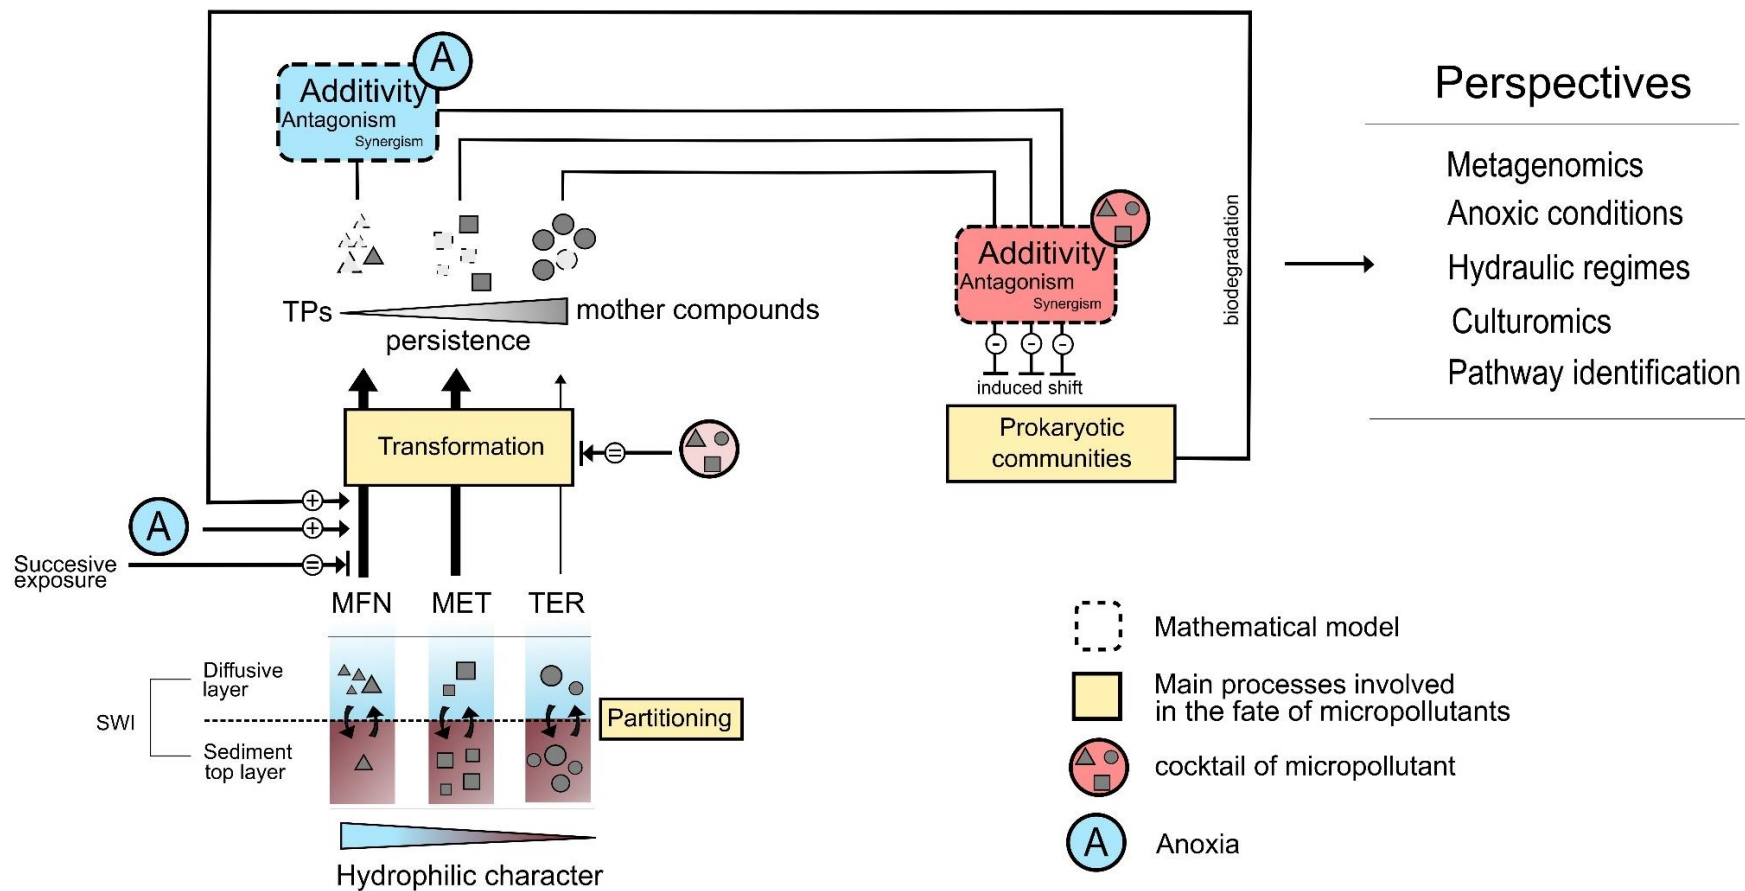 A
Additivity
Antagonism
Synergism
TPs
mother compounds
persistence
Transformation
=
+
A
+
Succesive
exposure
=
MFN MET TER
Diffusive
layer
SWI
Sediment
top layer
Partitioning
Hydrophilic character
Additivity
Antagonism
Synergism
- - -
induced shift
Prokaryotic
communities
biodegradation
Perspectives
Metagenomics
Anoxic conditions
Hydraulic regimes
Culturomics
Pathway identification
Mathematical model
Main processes involved
in the fate of micropollutants
cocktail of micropollutant
A
Anoxia